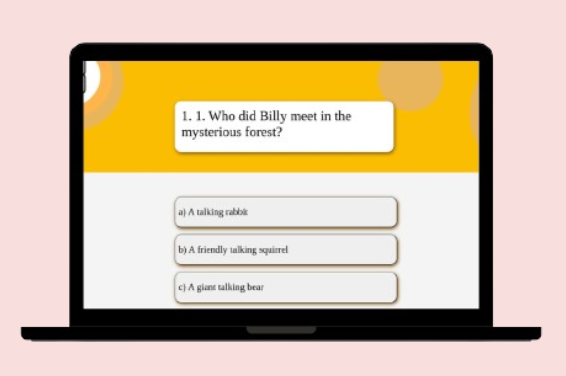 1. 1. Who did Billy meet in the
mysterious forest?
a) A talking rabbit
b) A friendly talking squirrel
c) A giant talking bear